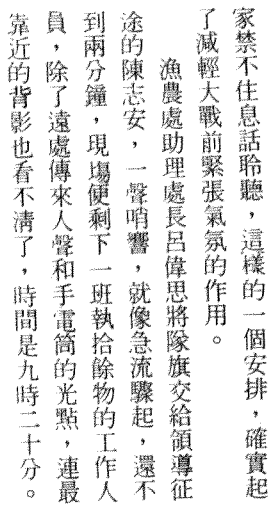 家禁不住息話聆聽，這樣的一個安排，確實起
了減輕大戰前緊張氣氛的作用。
漁農處助理處長呂偉思將隊旗交給領導征
途的陳志安，一聲哨響，就像急流驟起，還不
到兩分鐘，現場便剩下一班執拾餘物的工作人
員，除了遠處傳來人聲和手電筒的光點，連最
靠近的背影也看不清了，時間是九時二十分。